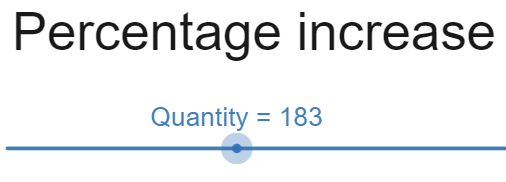 Percentage increase
Quantity = 183